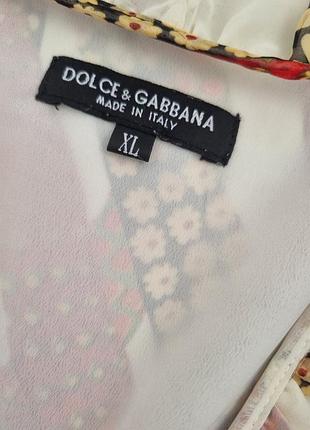 DOLCE & GABBANA
MADE IN ITALY
XL